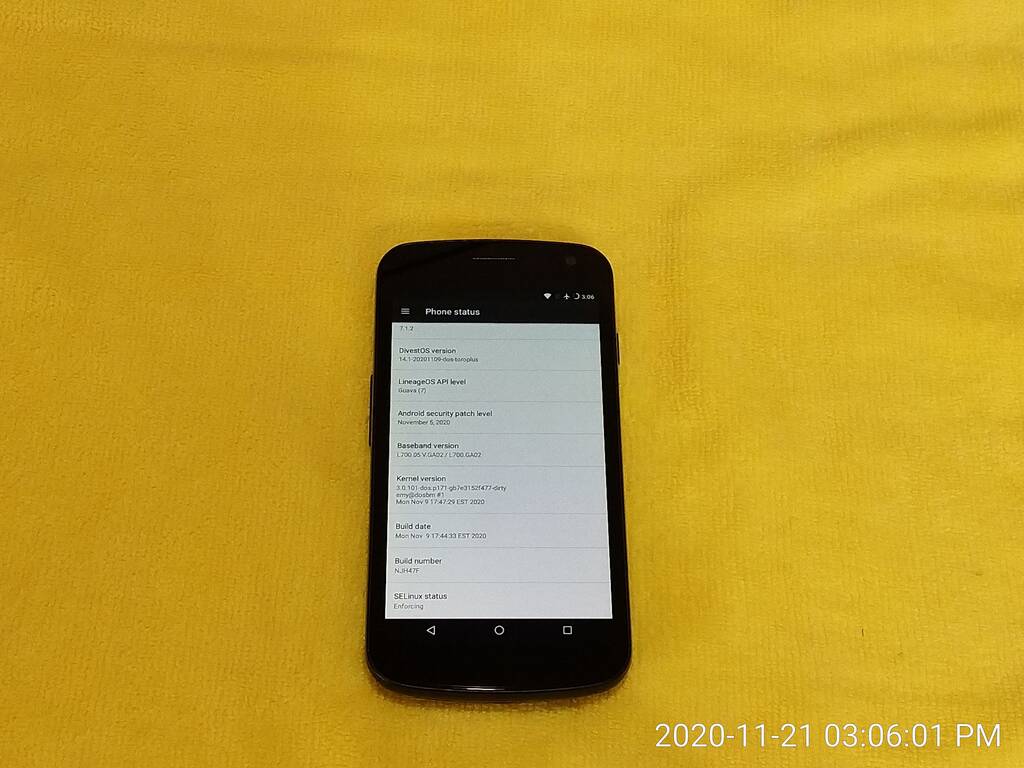 3:06
Phone status
7.1.2
DivestOS version
14.1-20201109-dos-toroplus
LineageOS API level
Guava (7)
Android security patch level
November 5, 2020
Baseband version
L700.05 V.GA02 / L700.GA02
Kernel version
3.0.101-dos.p171-gb7e3152f477-dirty
emy@dosbm #1
Mon Nov 9 17:47:29 EST 2020
Build date
Mon Nov 9 17:44:33 EST 2020
Build number
NJH47F
SELinux status
Enforcing
2020-11-21 03:06:01 PM